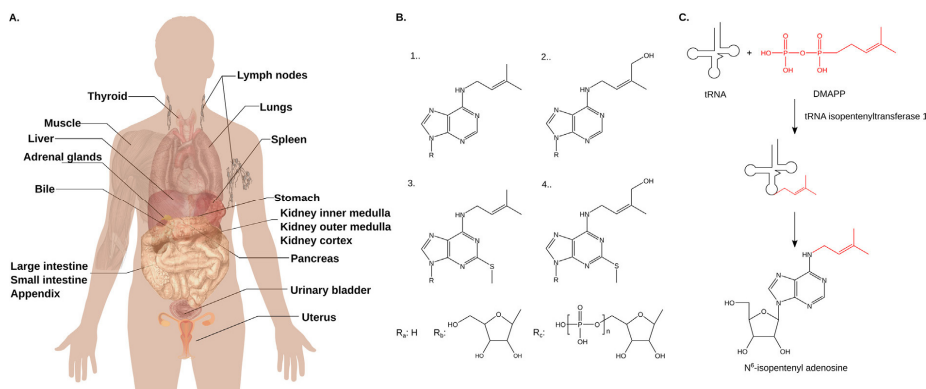 A.
Lymph nodes
Thyroid
Lungs
Muscle
Liver
Spleen
Adrenal glands
Bile
Stomach
Kidney inner medulla
Kidney outer medulla
Kidney cortex
Pancreas
Large intestine
Small intestine
Appendix
Urinary bladder
Uterus
B.
1..
2..
OH
HN
HN
N
N
N
N
N
N
N
N
R
R
3..
4..
OH
HN
HN
N
N
N
N
N
N
N
N
S
S
R
R
Ra: H
Rb:
HO
O
HO
OH
Rc:
O
P
O
OH
n
O
HO
OH
C.
tRNA
+
O
O
HO
P
O
P
OH
OH
DMAPP
tRNA isopentenyltransferase 1
HN
N
N
N
N
HO
O
HO
OH
N6-isopentenyl adenosine